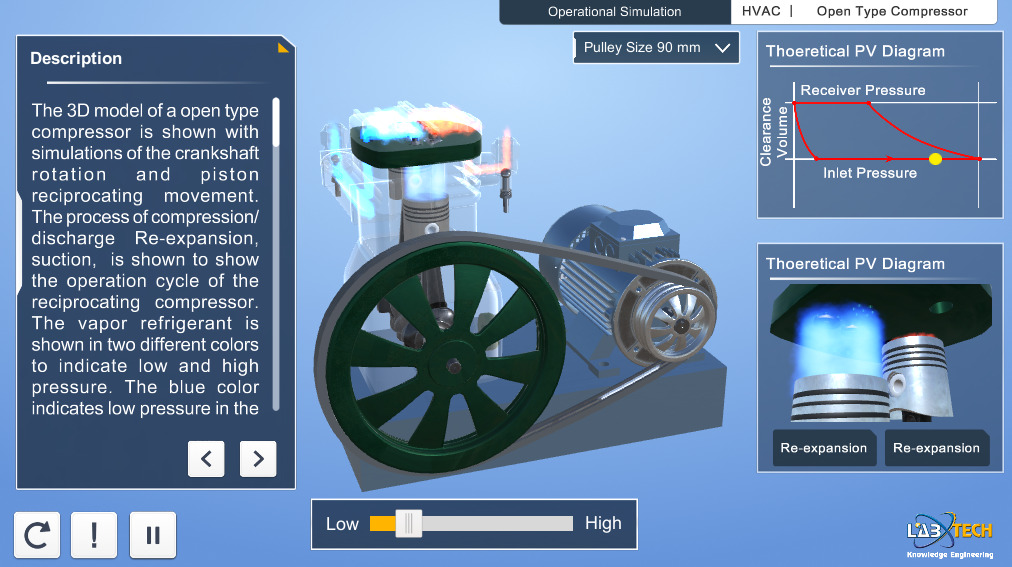 Operational Simulation
HVAC | Open Type Compressor
Description
The 3D model of a open type
compressor is shown with
simulations of the crankshaft
rotation and piston
reciprocating movement.
The process of compression/
discharge Re-expansion,
suction, is shown to show
the operation cycle of the
reciprocating compressor.
The vapor refrigerant is
shown in two different colors
to indicate low and high
pressure. The blue color
indicates low pressure in the
Pulley Size 90 mm
Thoeretical PV Diagram
Receiver Pressure
Clearance
Volume
Inlet Pressure
Thoeretical PV Diagram
Re-expansion
Re-expansion
Low
High
LABTECH
Knowledge Engineering